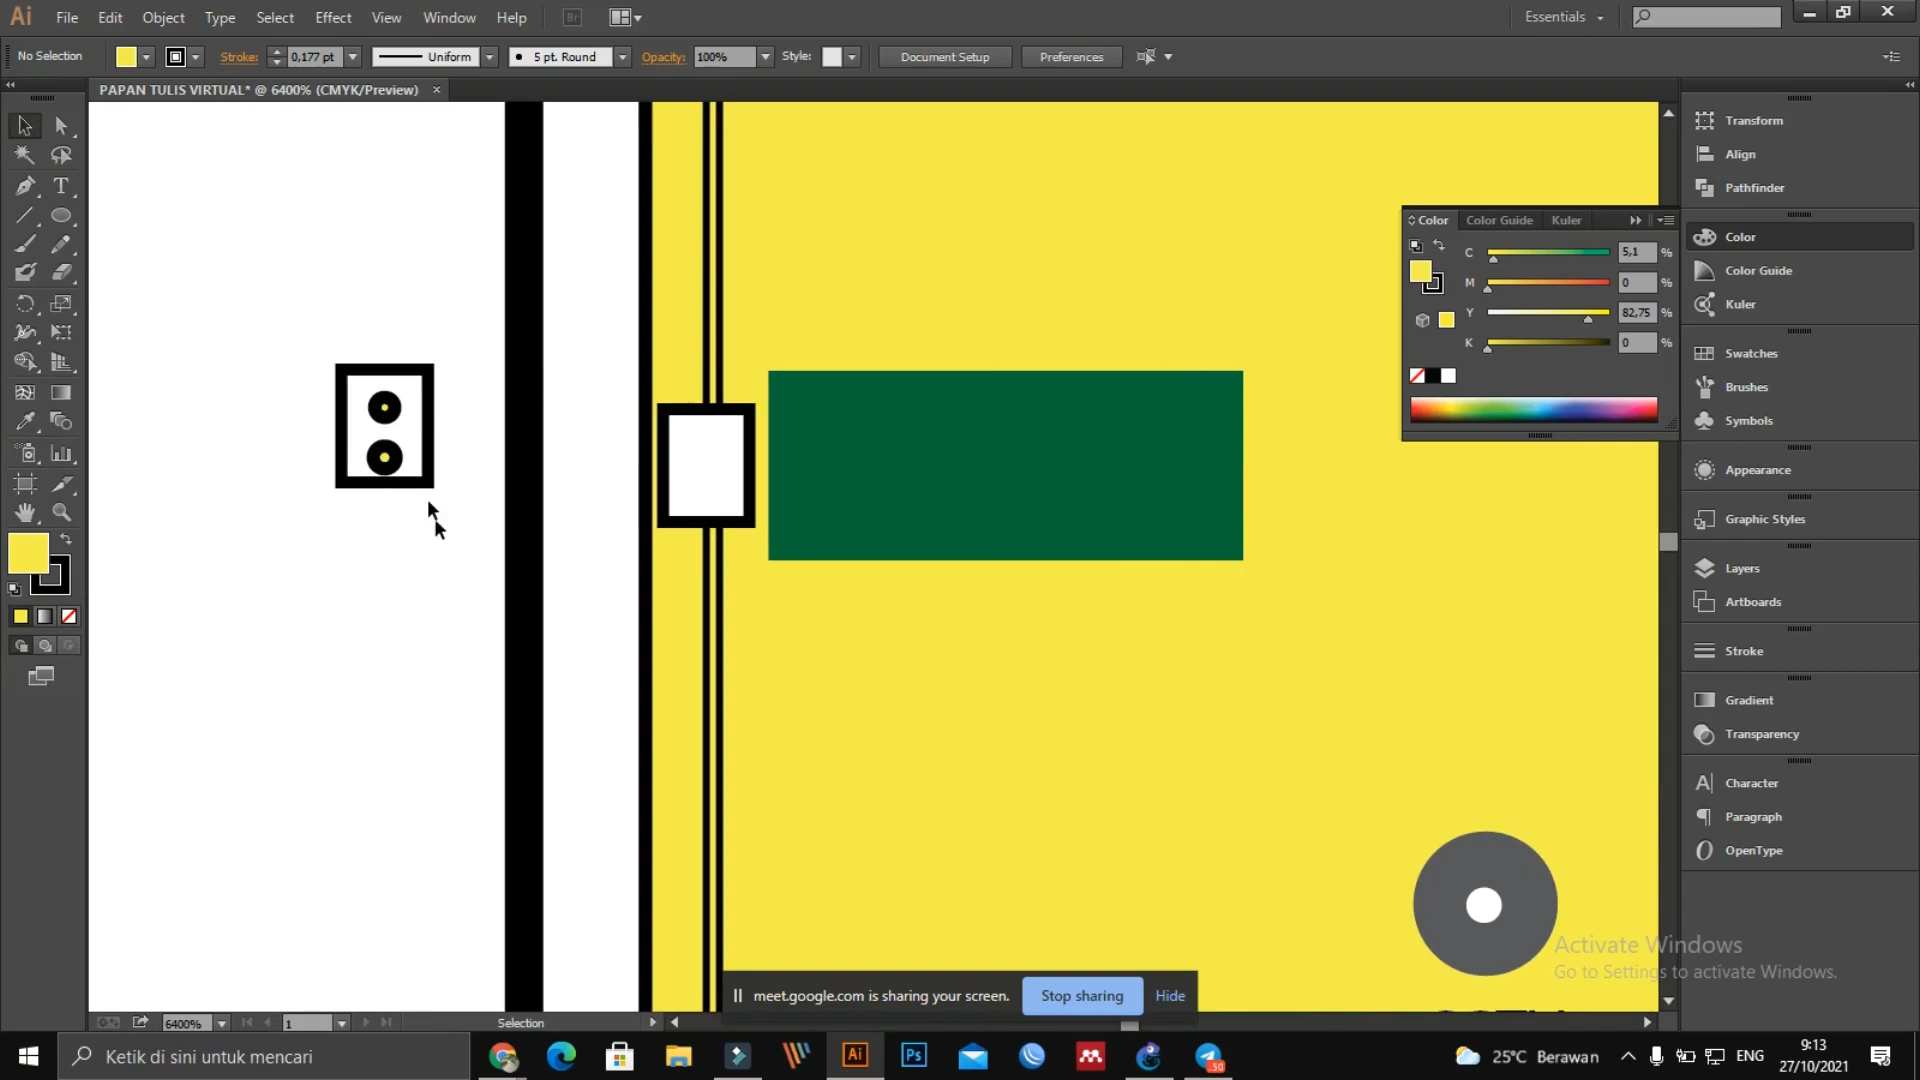 Ai File Edit Object Type Select Effect View Window Help Br Essentials
No Selection Stroke: 0,177 pt Uniform 5 pt. Round Opacity: 100% Style: Document Setup Preferences
PAPAN TULIS VIRTUAL* @ 6400% (CMYK/Preview) ×
Transform
Align
Pathfinder
Color Color Guide Kuler
C 5,1 %
M 0 %
Y 82,75 %
K 0 %
Color
Color Guide
Kuler
Swatches
Brushes
Symbols
Appearance
Graphic Styles
Layers
Artboards
Stroke
Gradient
Transparency
Character
Paragraph
OpenType
Activate Windows
Go to Settings to activate Windows.
meet.google.com is sharing your screen. Stop sharing Hide
6400% 1 Selection
Ketik di sini untuk mencari
Ai Ps 50
25°C Berawan ENG 9:13
27/10/2021